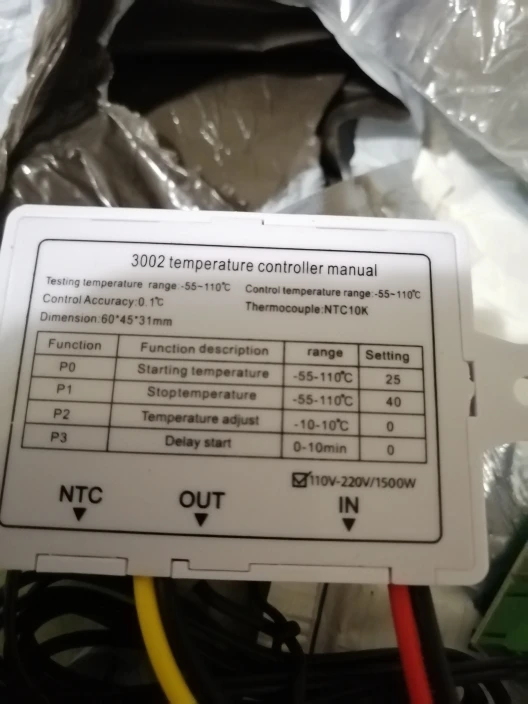 3002 temperature controller manual
Testing temperature range:-55~110℃ Control temperature range:-55~110℃
Control Accuracy:0.1℃ Thermocouple:NTC10K
Dimension:60*45*31mm
Function Function description range Setting
P0 Starting temperature -55-110℃ 25
P1 Stoptemperature -55-110℃ 40
P2 Temperature adjust -10-10℃ 0
P3 Delay start 0-10min 0
☑110V-220V/1500W
NTC OUT IN